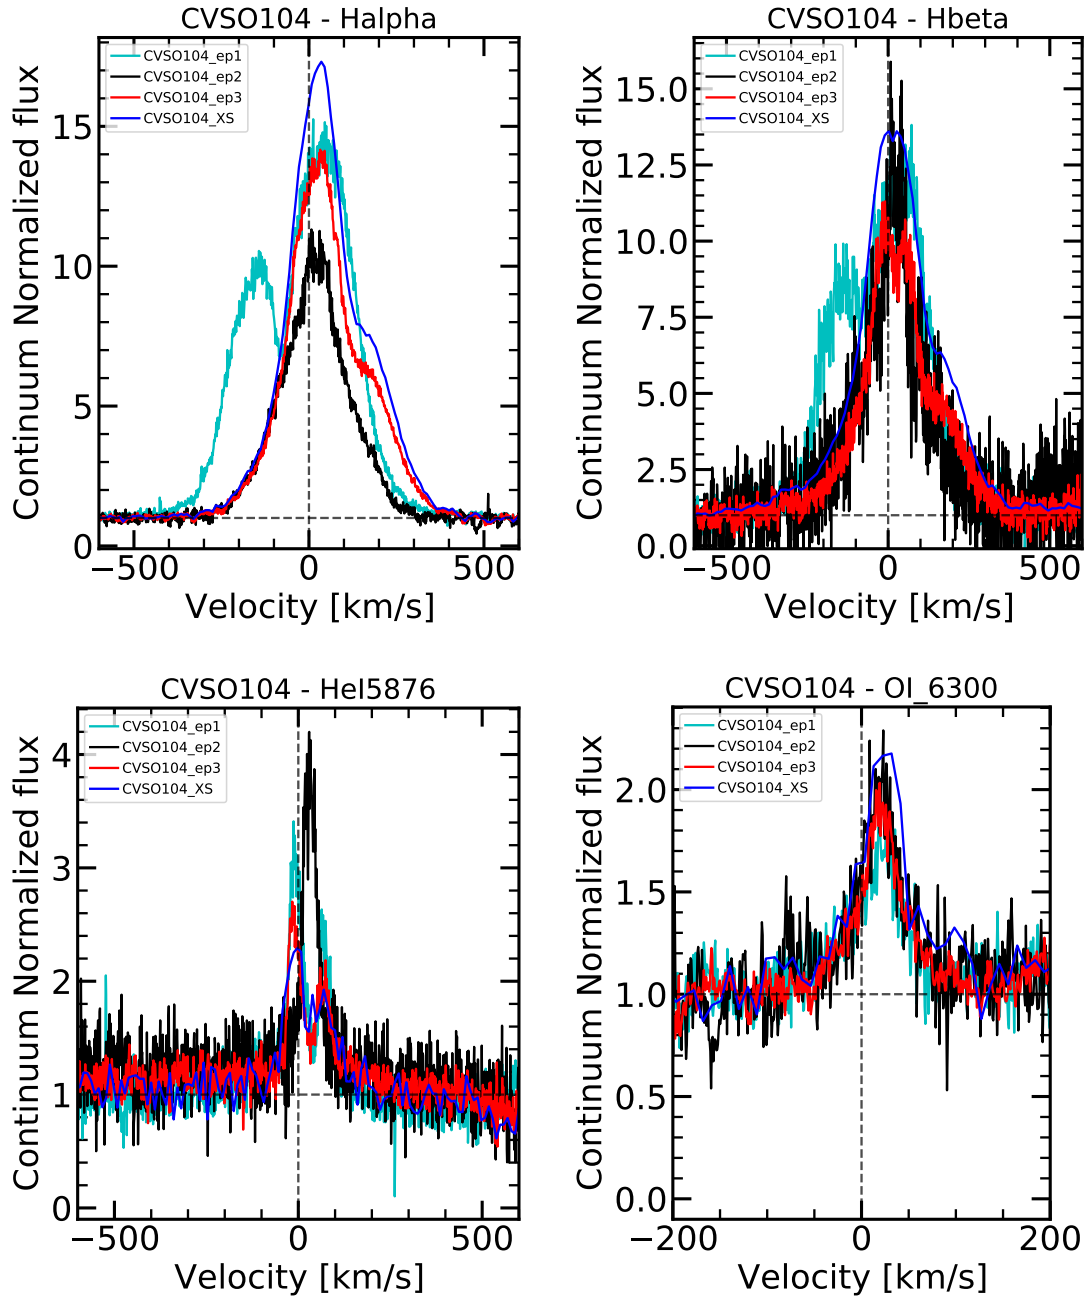 CVSO104 - Halpha
CVSO104_ep1
CVSO104_ep2
CVSO104_ep3
CVSO104_XS
Continuum Normalized flux
15
10
5
0
−500
0
500
Velocity [km/s]
CVSO104 - Hbeta
CVSO104_ep1
CVSO104_ep2
CVSO104_ep3
CVSO104_XS
Continuum Normalized flux
15.0
12.5
10.0
7.5
5.0
2.5
0.0
−500
0
500
Velocity [km/s]
CVSO104 - HeI5876
CVSO104_ep1
CVSO104_ep2
CVSO104_ep3
CVSO104_XS
Continuum Normalized flux
4
3
2
1
0
−500
0
500
Velocity [km/s]
CVSO104 - OI_6300
CVSO104_ep1
CVSO104_ep2
CVSO104_ep3
CVSO104_XS
Continuum Normalized flux
2.0
1.5
1.0
0.5
0.0
−200
0
200
Velocity [km/s]